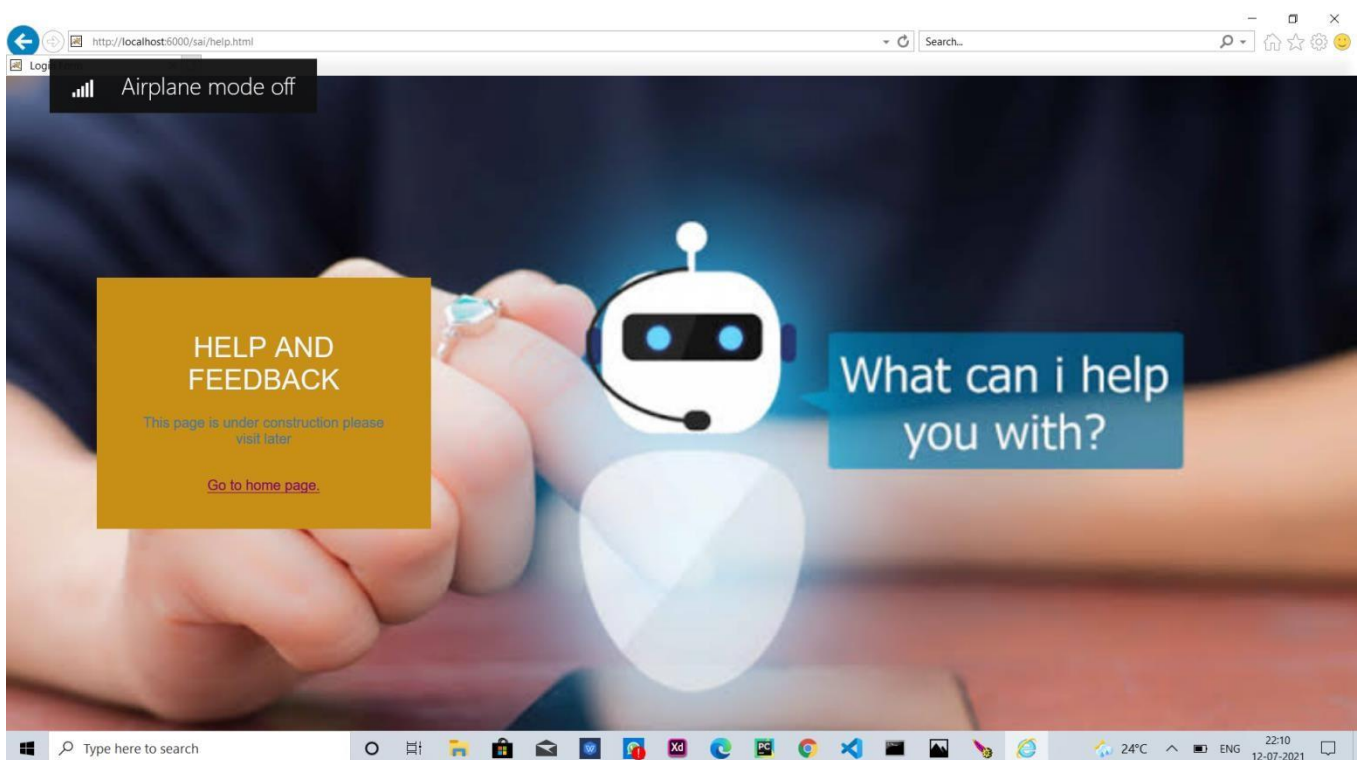 http://localhost:6000/sai/help.html
Search...
Airplane mode off
HELP AND
FEEDBACK
This page is under construction please
visit later
Go to home page.
What can i help
you with?
Type here to search
W
Xd
PC
24°C
ENG
22:10
12-07-2021